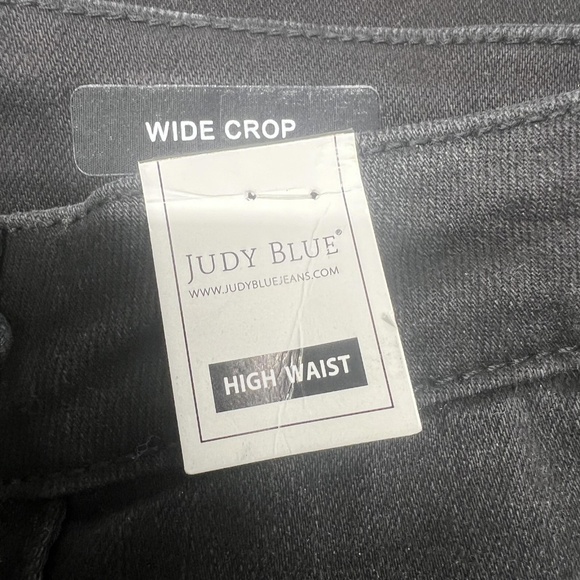 WIDE CROP
JUDY BLUE®
WWW.JUDYBLUEJEANS.COM
HIGH WAIST